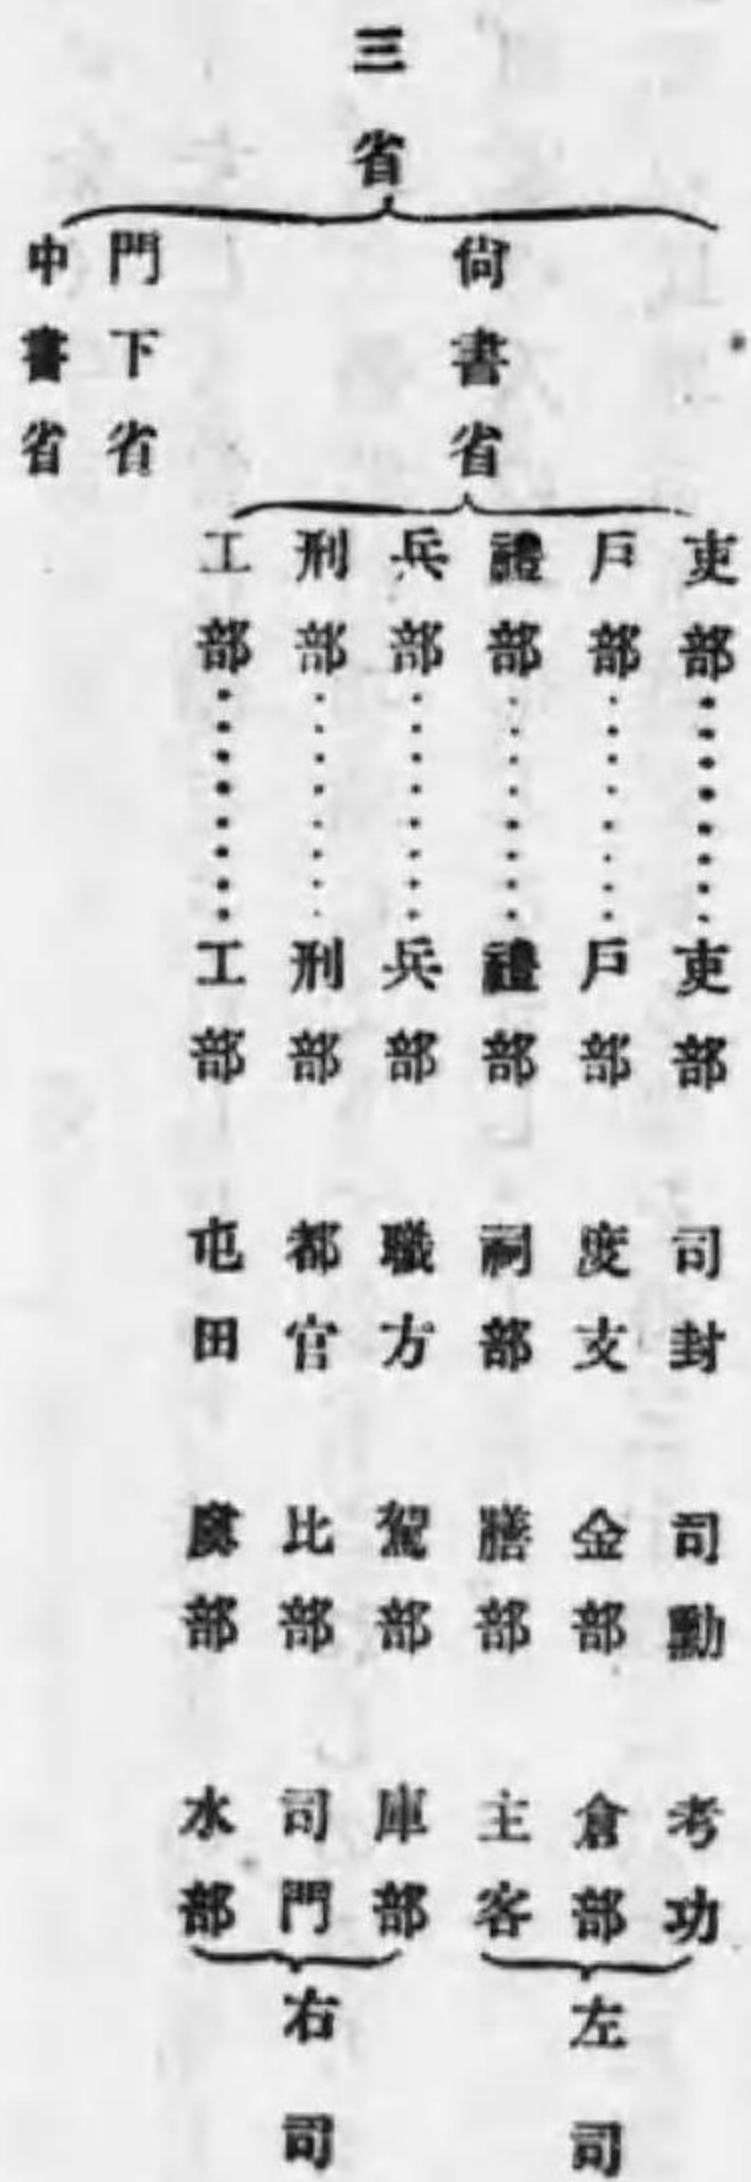 三省
尙書省
吏部⋯⋯⋯吏部 司封 司勳 考功
戶部⋯⋯⋯戶部 度支 金部 倉部
禮部⋯⋯⋯禮部 祠部 膳部 主客
左司
兵部⋯⋯⋯兵部 職方 駕部 庫部
刑部⋯⋯⋯刑部 都官 比部 司門
工部⋯⋯⋯工部 屯田 虞部 水部
右司
門下省
中書省